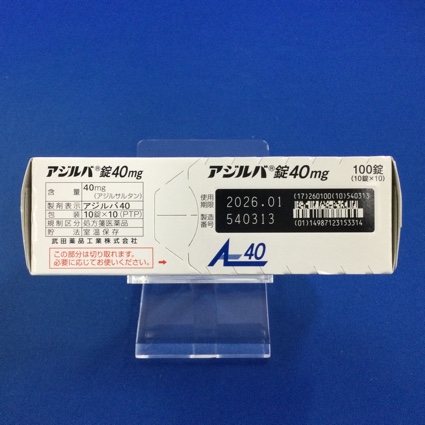 アジルバ®錠40mg
含量 40mg (アジルサルタン)
製剤表示 アジルバ40
包装 10錠×10(PTP)
規制区分 処方箋医薬品
貯法 室温保存
武田薬品工業株式会社
この部分は切り取れます。
必要に応じてお使いください。→
アジルバ®錠40mg 100錠
(10錠×10)
使用期限 2026.01
製造番号 540313
(17)260100(10)540313
(01)14987123153314
A 40